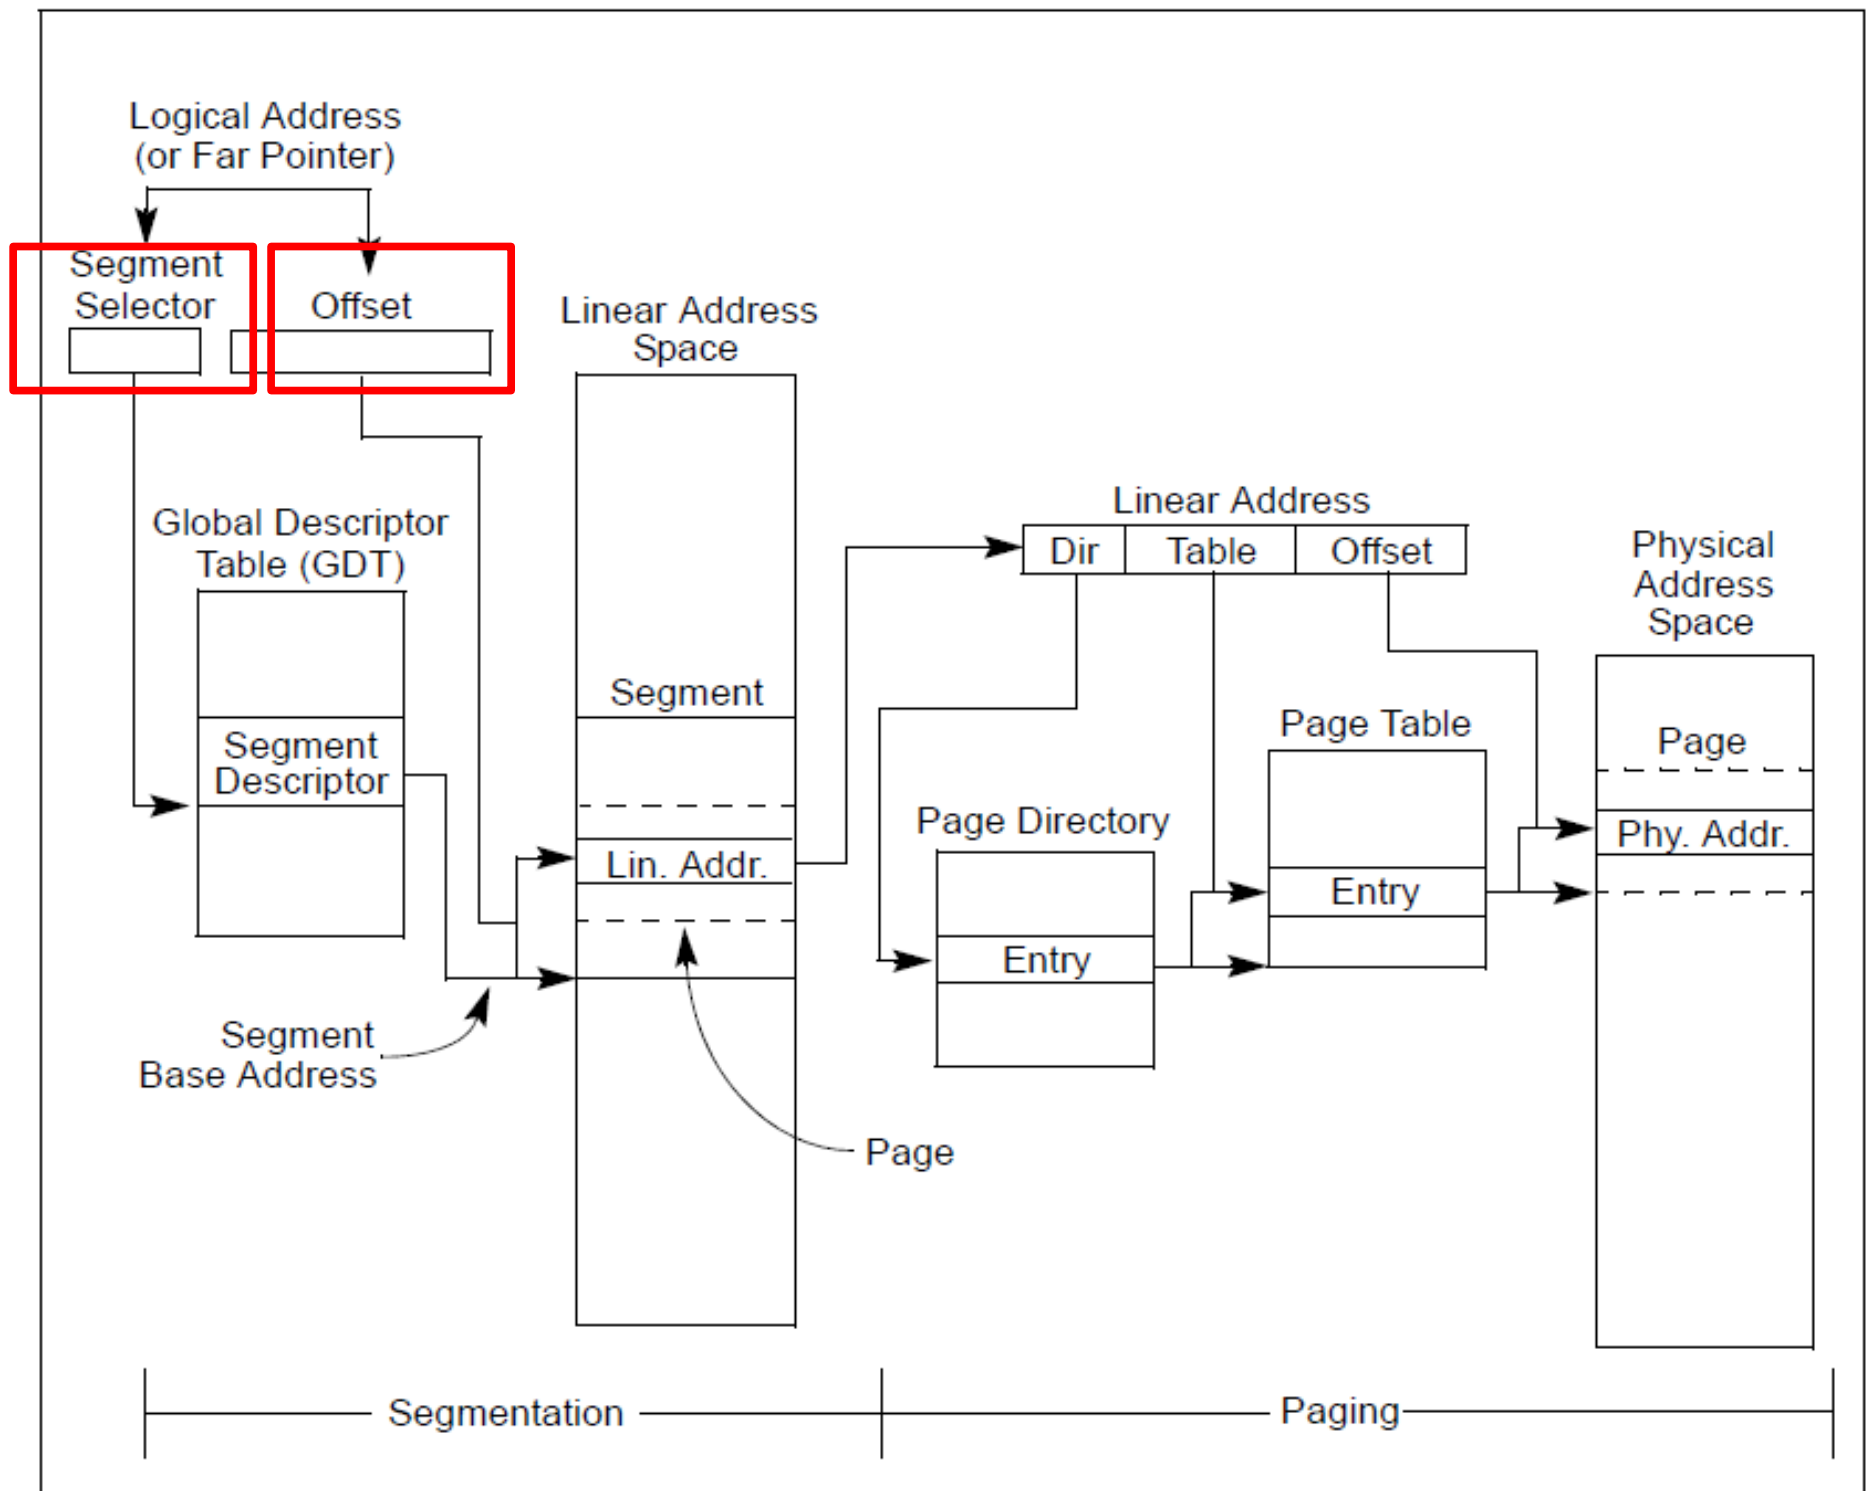 Logical Address
(or Far Pointer)
Segment
Selector
Offset
Linear Address
Space
Global Descriptor
Table (GDT)
Segment
Descriptor
Segment
Lin. Addr.
Segment
Base Address
Page
Linear Address
Dir
Table
Offset
Page Directory
Entry
Page Table
Entry
Physical
Address
Space
Page
Phy. Addr.
Segmentation
Paging